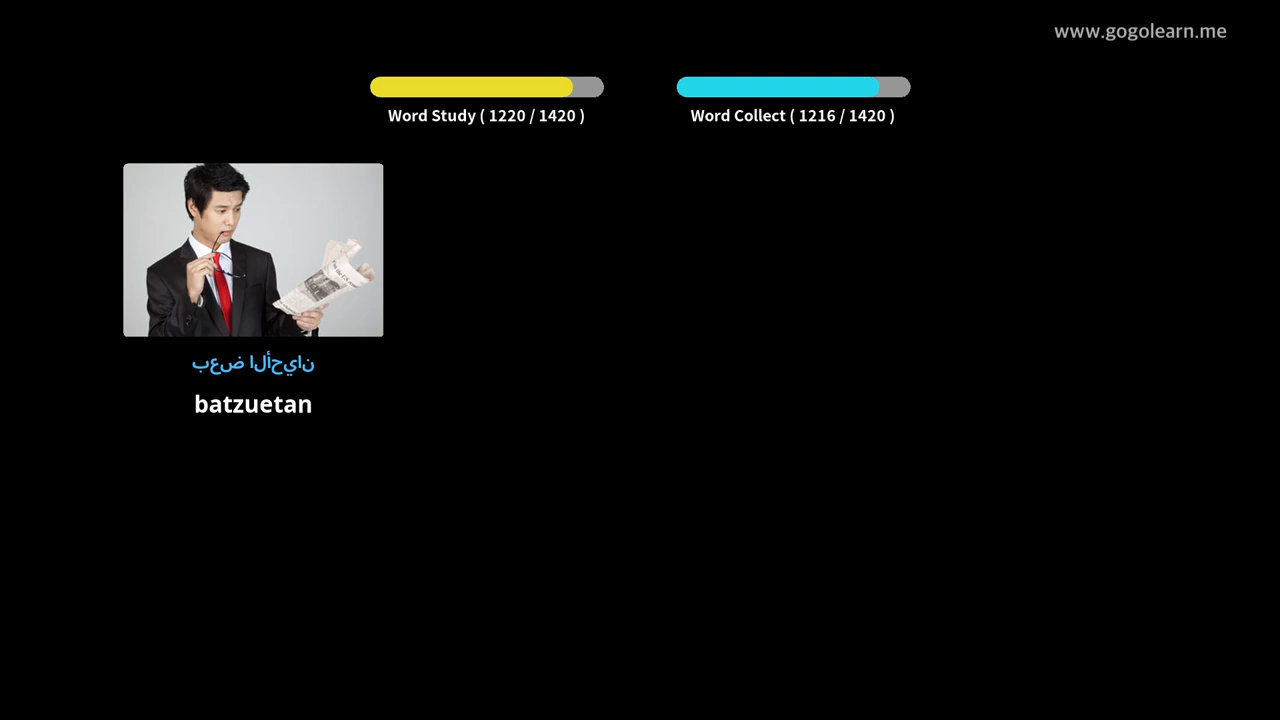 www.gogolearn.me
Word Study ( 1220 / 1420 )
Word Collect ( 1216 / 1420 )
بعض الأحيان
batzuetan